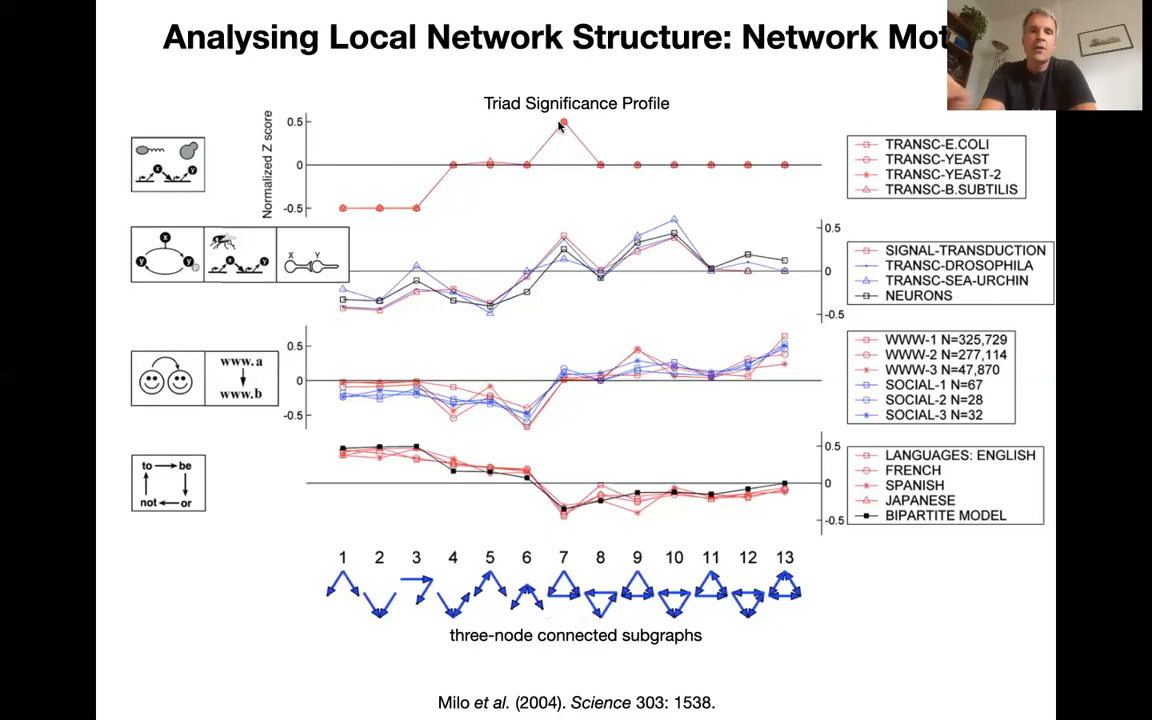 Analysing Local Network Structure: Network Mot
Triad Significance Profile
Normalized Z score
0.5
0
-0.5
X
Y
TRANSC-E.COLI
TRANSC-YEAST
TRANSC-YEAST-2
TRANSC-B.SUBTILIS
X
Y
Y
P
X
Y
X
Y
0.5
0
-0.5
SIGNAL-TRANSDUCTION
TRANSC-DROSOPHILA
TRANSC-SEA-URCHIN
NEURONS
www.a
www.b
0.5
0
-0.5
WWW-1 N=325,729
WWW-2 N=277,114
WWW-3 N=47,870
SOCIAL-1 N=67
SOCIAL-2 N=28
SOCIAL-3 N=32
to be
not or
0.5
0
-0.5
LANGUAGES: ENGLISH
FRENCH
SPANISH
JAPANESE
BIPARTITE MODEL
1 2 3 4 5 6 7 8 9 10 11 12 13
three-node connected subgraphs
Milo et al. (2004). Science 303: 1538.